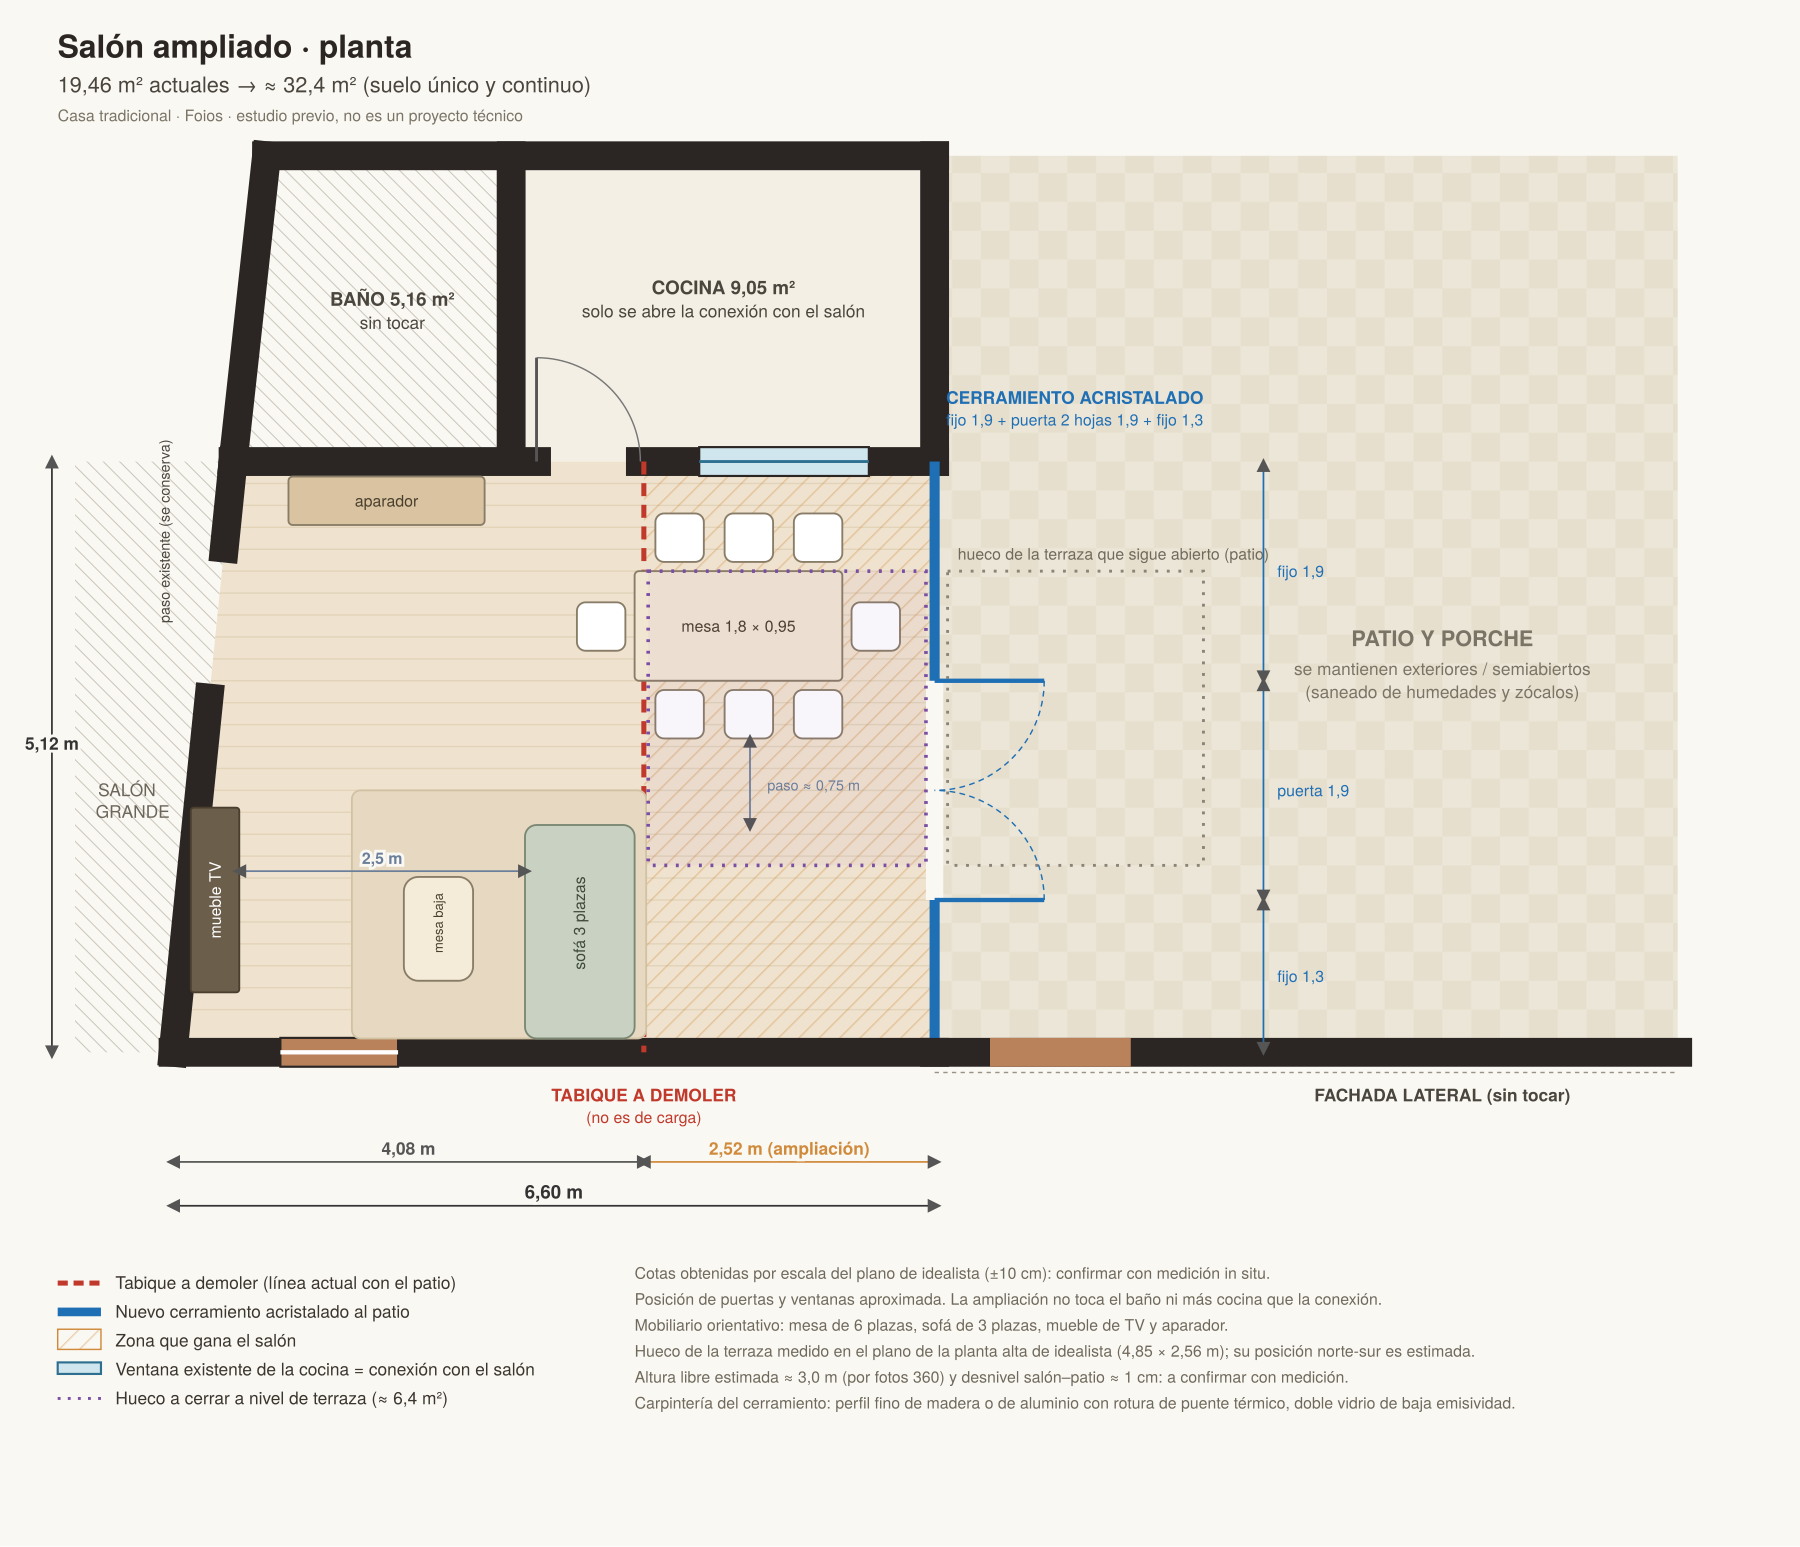 Salón ampliado · planta
19,46 m² actuales → ≈ 32,4 m² (suelo único y continuo)
Casa tradicional · Foios · estudio previo, no es un proyecto técnico
BAÑO 5,16 m²
sin tocar
COCINA 9,05 m²
solo se abre la conexión con el salón
CERRAMIENTO ACRISTALADO
fijo 1,9 + puerta 2 hojas 1,9 + fijo 1,3
paso existente (se conserva)
aparador
hueco de la terraza que sigue abierto (patio)
fijo 1,9
mesa 1,8 × 0,95
PATIO Y PORCHE
se mantienen exteriores / semiabiertos
(saneado de humedades y zócalos)
5,12 m
SALÓN
GRANDE
paso ≈ 0,75 m
puerta 1,9
2,5 m
mueble TV
mesa baja
sofá 3 plazas
fijo 1,3
TABIQUE A DEMOLER
(no es de carga)
FACHADA LATERAL (sin tocar)
4,08 m
2,52 m (ampliación)
6,60 m
Tabique a demoler (línea actual con el patio)
Nuevo cerramiento acristalado al patio
Zona que gana el salón
Ventana existente de la cocina = conexión con el salón
Hueco a cerrar a nivel de terraza (≈ 6,4 m²)
Cotas obtenidas por escala del plano de idealista (±10 cm): confirmar con medición in situ.
Posición de puertas y ventanas aproximada. La ampliación no toca el baño ni más cocina que la conexión.
Mobiliario orientativo: mesa de 6 plazas, sofá de 3 plazas, mueble de TV y aparador.
Hueco de la terraza medido en el plano de la planta alta de idealista (4,85 × 2,56 m); su posición norte-sur es estimada.
Altura libre estimada ≈ 3,0 m (por fotos 360) y desnivel salón–patio ≈ 1 cm: a confirmar con medición.
Carpintería del cerramiento: perfil fino de madera o de aluminio con rotura de puente térmico, doble vidrio de baja emisividad.